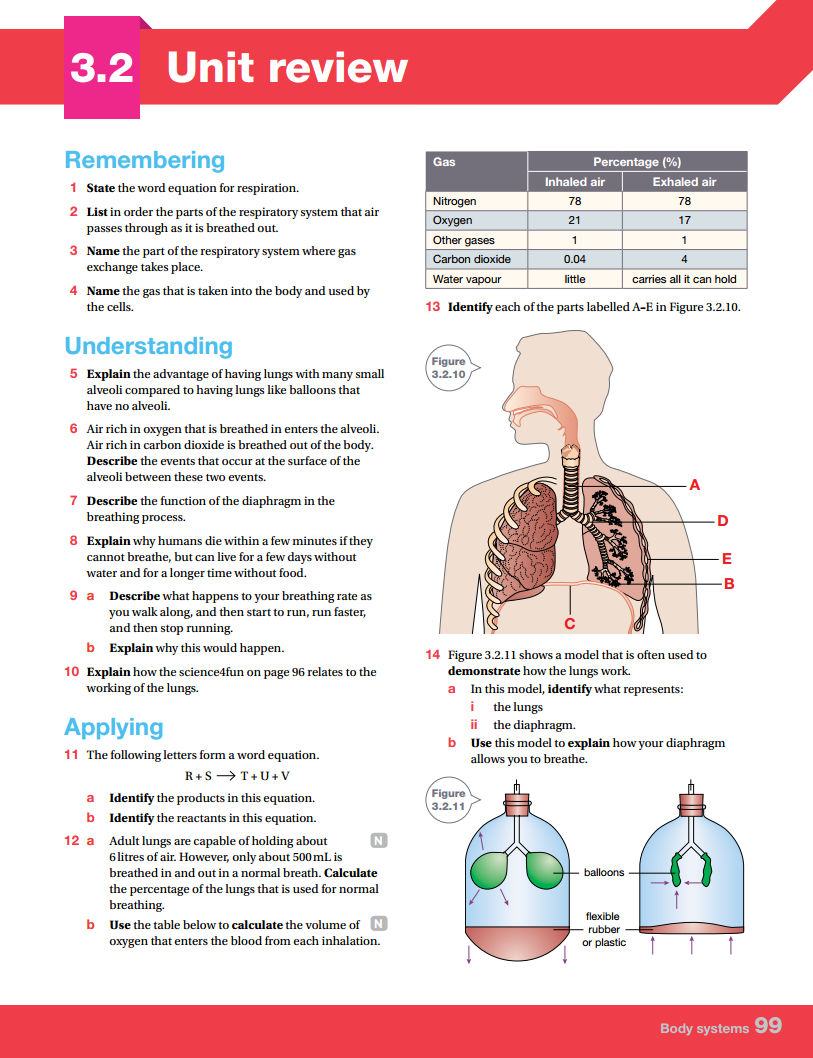 3.2 Unit review
Remembering
1 State the word equation for respiration.
2 List in order the parts of the respiratory system that air
passes through as it is breathed out.
3 Name the part of the respiratory system where gas
exchange takes place.
4 Name the gas that is taken into the body and used by
the cells.
Understanding
5 Explain the advantage of having lungs with many small
alveoli compared to having lungs like balloons that
have no alveoli.
6 Air rich in oxygen that is breathed in enters the alveoli.
Air rich in carbon dioxide is breathed out of the body.
Describe the events that occur at the surface of the
alveoli between these two events.
7 Describe the function of the diaphragm in the
breathing process.
8 Explain why humans die within a few minutes if they
cannot breathe, but can live for a few days without
water and for a longer time without food.
9 a Describe what happens to your breathing rate as
you walk along, and then start to run, run faster,
and then stop running.
b Explain why this would happen.
10 Explain how the science4fun on page 96 relates to the
working of the lungs.
Applying
11 The following letters form a word equation.
R + S → T + U + V
a Identify the products in this equation.
b Identify the reactants in this equation.
12 a Adult lungs are capable of holding about N
6 litres of air. However, only about 500 mL is
breathed in and out in a normal breath. Calculate
the percentage of the lungs that is used for normal
breathing.
b Use the table below to calculate the volume of N
oxygen that enters the blood from each inhalation.
Gas Percentage (%)
Inhaled air Exhaled air
Nitrogen 78 78
Oxygen 21 17
Other gases 1 1
Carbon dioxide 0.04 4
Water vapour little carries all it can hold
13 Identify each of the parts labelled A–E in Figure 3.2.10.
Figure
3.2.10
A
D
E
B
C
14 Figure 3.2.11 shows a model that is often used to
demonstrate how the lungs work.
a In this model, identify what represents:
i the lungs
ii the diaphragm.
b Use this model to explain how your diaphragm
allows you to breathe.
Figure
3.2.11
balloons
flexible
rubber
or plastic
Body systems 99